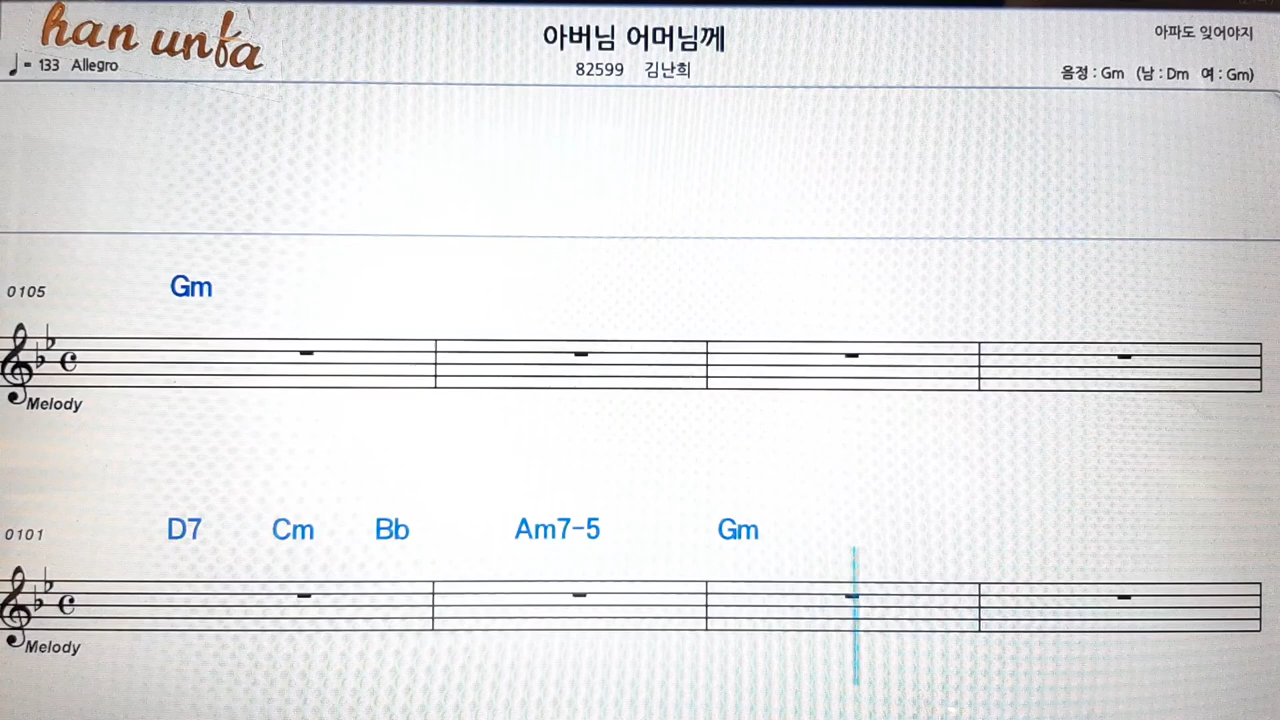 han unfa
아버님 어머님께
아파도 잊어야지
♩= 133 Allegro
82599 김난희
음정 : Gm (남 : Dm 여 : Gm)
0105
Gm
Melody
0101
D7 Cm Bb Am7-5 Gm
Melody